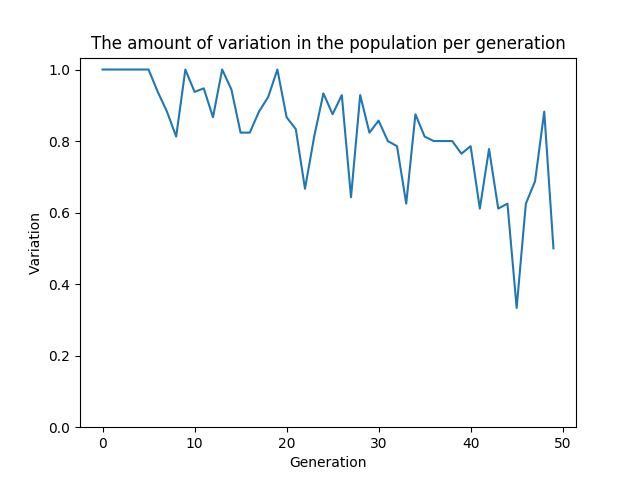 The amount of variation in the population per generation
1.0
0.8
0.6
0.4
0.2
0.0
Variation
0 10 20 30 40 50
Generation